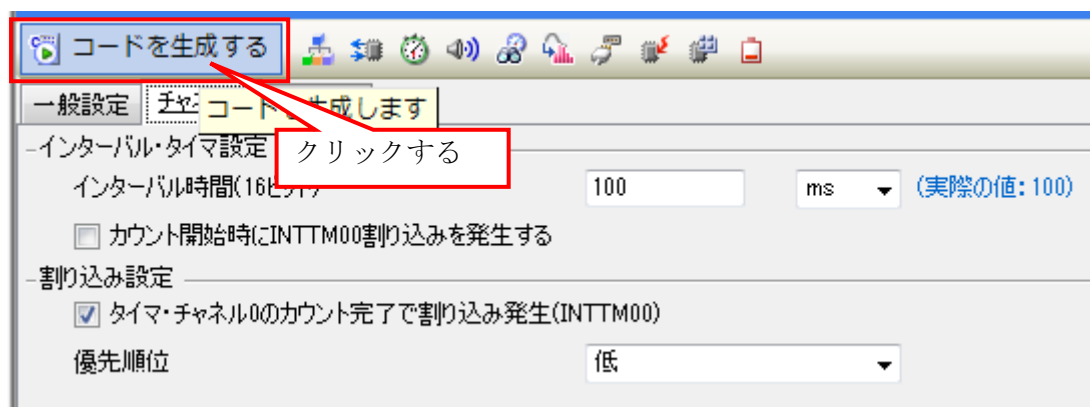 コードを生成する
一般設定 チャ
コードを生成します
インターバル・タイマ設定
クリックする
インターバル時間(16ビット) 100 ms (実際の値: 100)
カウント開始時にINTTM00割り込みを発生する
割り込み設定
タイマ・チャネル0のカウント完了で割り込み発生(INTTM00)
優先順位 低